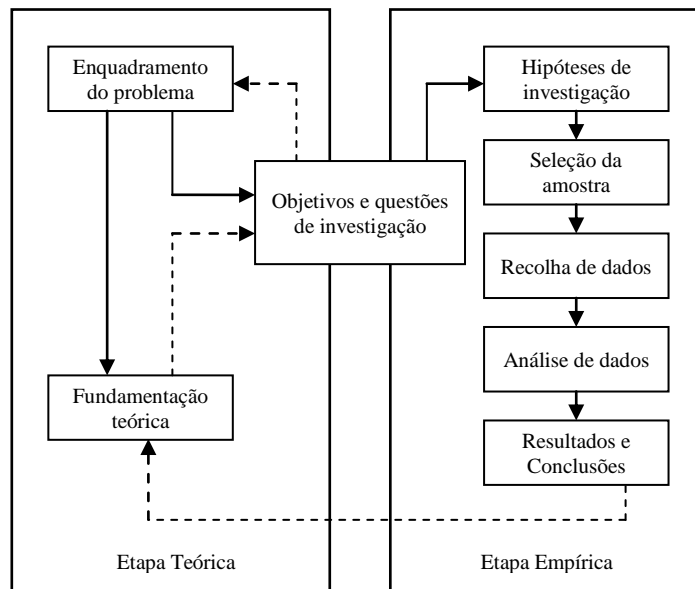 Enquadramento
do problema
Objetivos e questões
de investigação
Fundamentação
teórica
Etapa Teórica
Hipóteses de
investigação
Seleção da
amostra
Recolha de dados
Análise de dados
Resultados e
Conclusões
Etapa Empírica